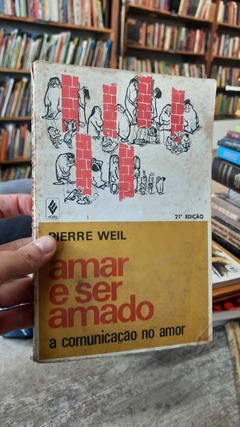 21ª EDIÇÃO
PIERRE WEIL
amar
e ser
amado
a comunicação no amor